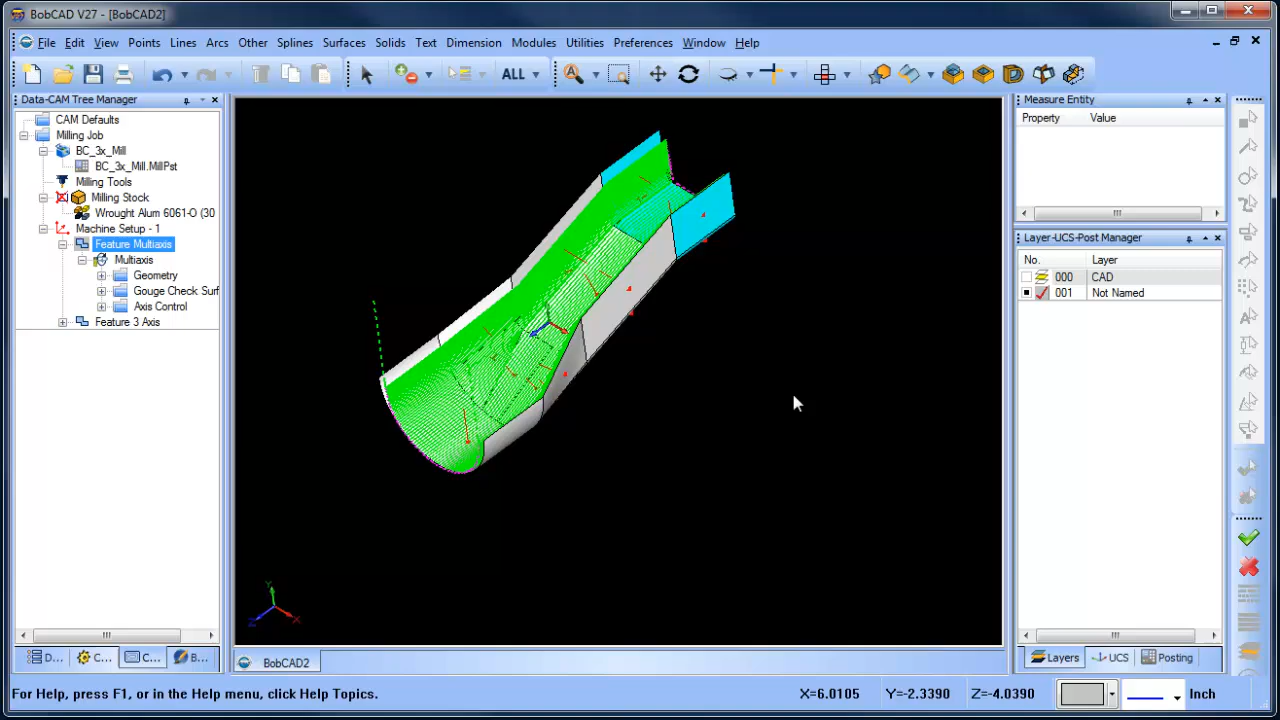 BobCAD V27 - [BobCAD2]
File Edit View Points Lines Arcs Other Splines Surfaces Solids Text Dimension Modules Utilities Preferences Window Help
ALL
Data-CAM Tree Manager
CAM Defaults
Milling Job
BC_3x_Mill
BC_3x_Mill.MillPst
Milling Tools
Milling Stock
Wrought Alum 6061-O (30
Machine Setup - 1
Feature Multiaxis
Multiaxis
Geometry
Gouge Check Surf
Axis Control
Feature 3 Axis
D... C... C... B...
Y
Z X
BobCAD2
Measure Entity
Property Value
Layer-UCS-Post Manager
No. Layer
000 CAD
001 Not Named
Layers UCS Posting
For Help, press F1, or in the Help menu, click Help Topics.
X=6.0105 Y=-2.3390 Z=-4.0390 Inch